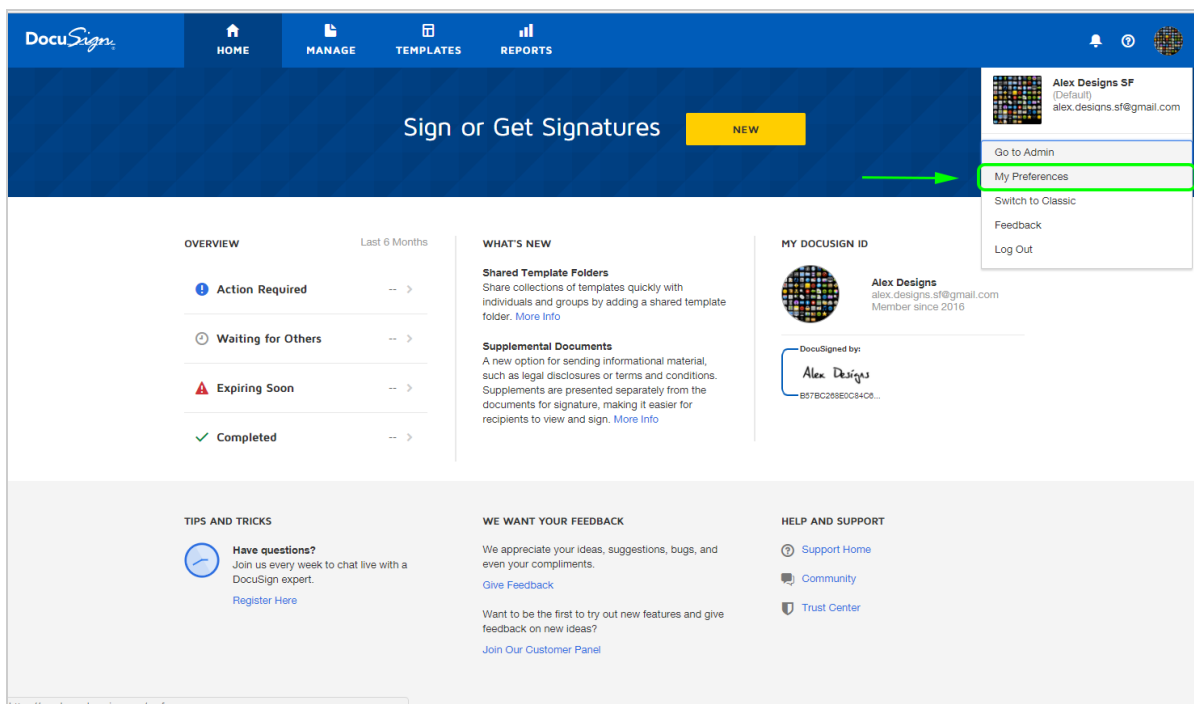 DocuSign
HOME
MANAGE
TEMPLATES
REPORTS
Alex Designs SF
(Default)
alex.designs.sf@gmail.com
Go to Admin
My Preferences
Switch to Classic
Feedback
Log Out
Sign or Get Signatures
NEW
OVERVIEW
Last 6 Months
Action Required
--
Waiting for Others
--
Expiring Soon
--
Completed
--
WHAT'S NEW
Shared Template Folders
Share collections of templates quickly with
individuals and groups by adding a shared template
folder. More Info
Supplemental Documents
A new option for sending informational material,
such as legal disclosures or terms and conditions.
Supplements are presented separately from the
documents for signature, making it easier for
recipients to view and sign. More Info
MY DOCUSIGN ID
Alex Designs
alex.designs.sf@gmail.com
Member since 2016
DocuSigned by:
Alex Designs
B57BC268E0C84C6...
TIPS AND TRICKS
Have questions?
Join us every week to chat live with a
DocuSign expert.
Register Here
WE WANT YOUR FEEDBACK
We appreciate your ideas, suggestions, bugs, and
even your compliments.
Give Feedback
Want to be the first to try out new features and give
feedback on new ideas?
Join Our Customer Panel
HELP AND SUPPORT
Support Home
Community
Trust Center